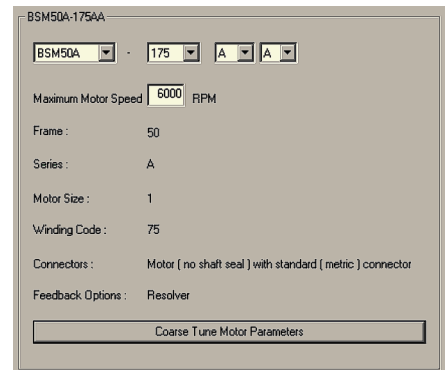 BSM50A-175AA
BSM50A - 175 A A
Maximum Motor Speed 6000 RPM
Frame : 50
Series : A
Motor Size : 1
Winding Code : 75
Connectors : Motor ( no shaft seal ) with standard ( metric ) connector
Feedback Options : Resolver
Coarse Tune Motor Parameters